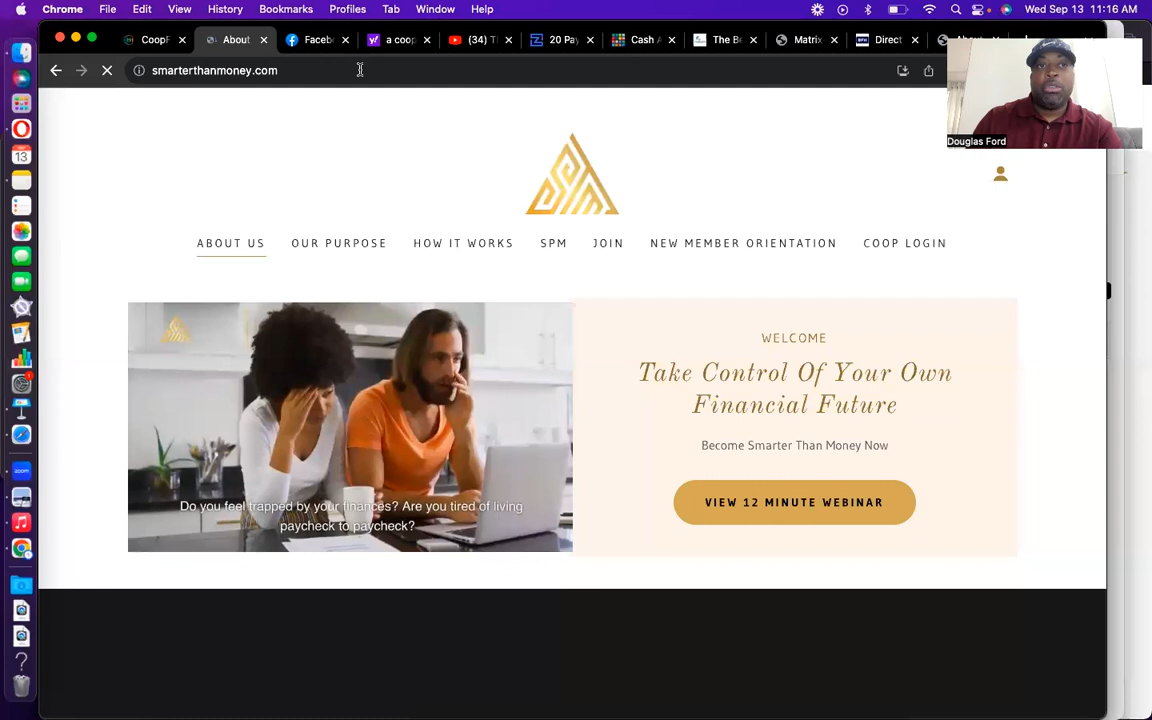 Chrome File Edit View History Bookmarks Profiles Tab Window Help Wed Sep 13 11:16 AM
CoopF About Faceb a coop (34) T 20 Pay Cash A The B Matrix Direct
smarterthanmoney.com
Douglas Ford
ABOUT US OUR PURPOSE HOW IT WORKS SPM JOIN NEW MEMBER ORIENTATION COOP LOGIN
WELCOME
Take Control Of Your Own
Financial Future
Become Smarter Than Money Now
VIEW 12 MINUTE WEBINAR
Do you feel trapped by your finances? Are you tired of living
paycheck to paycheck?